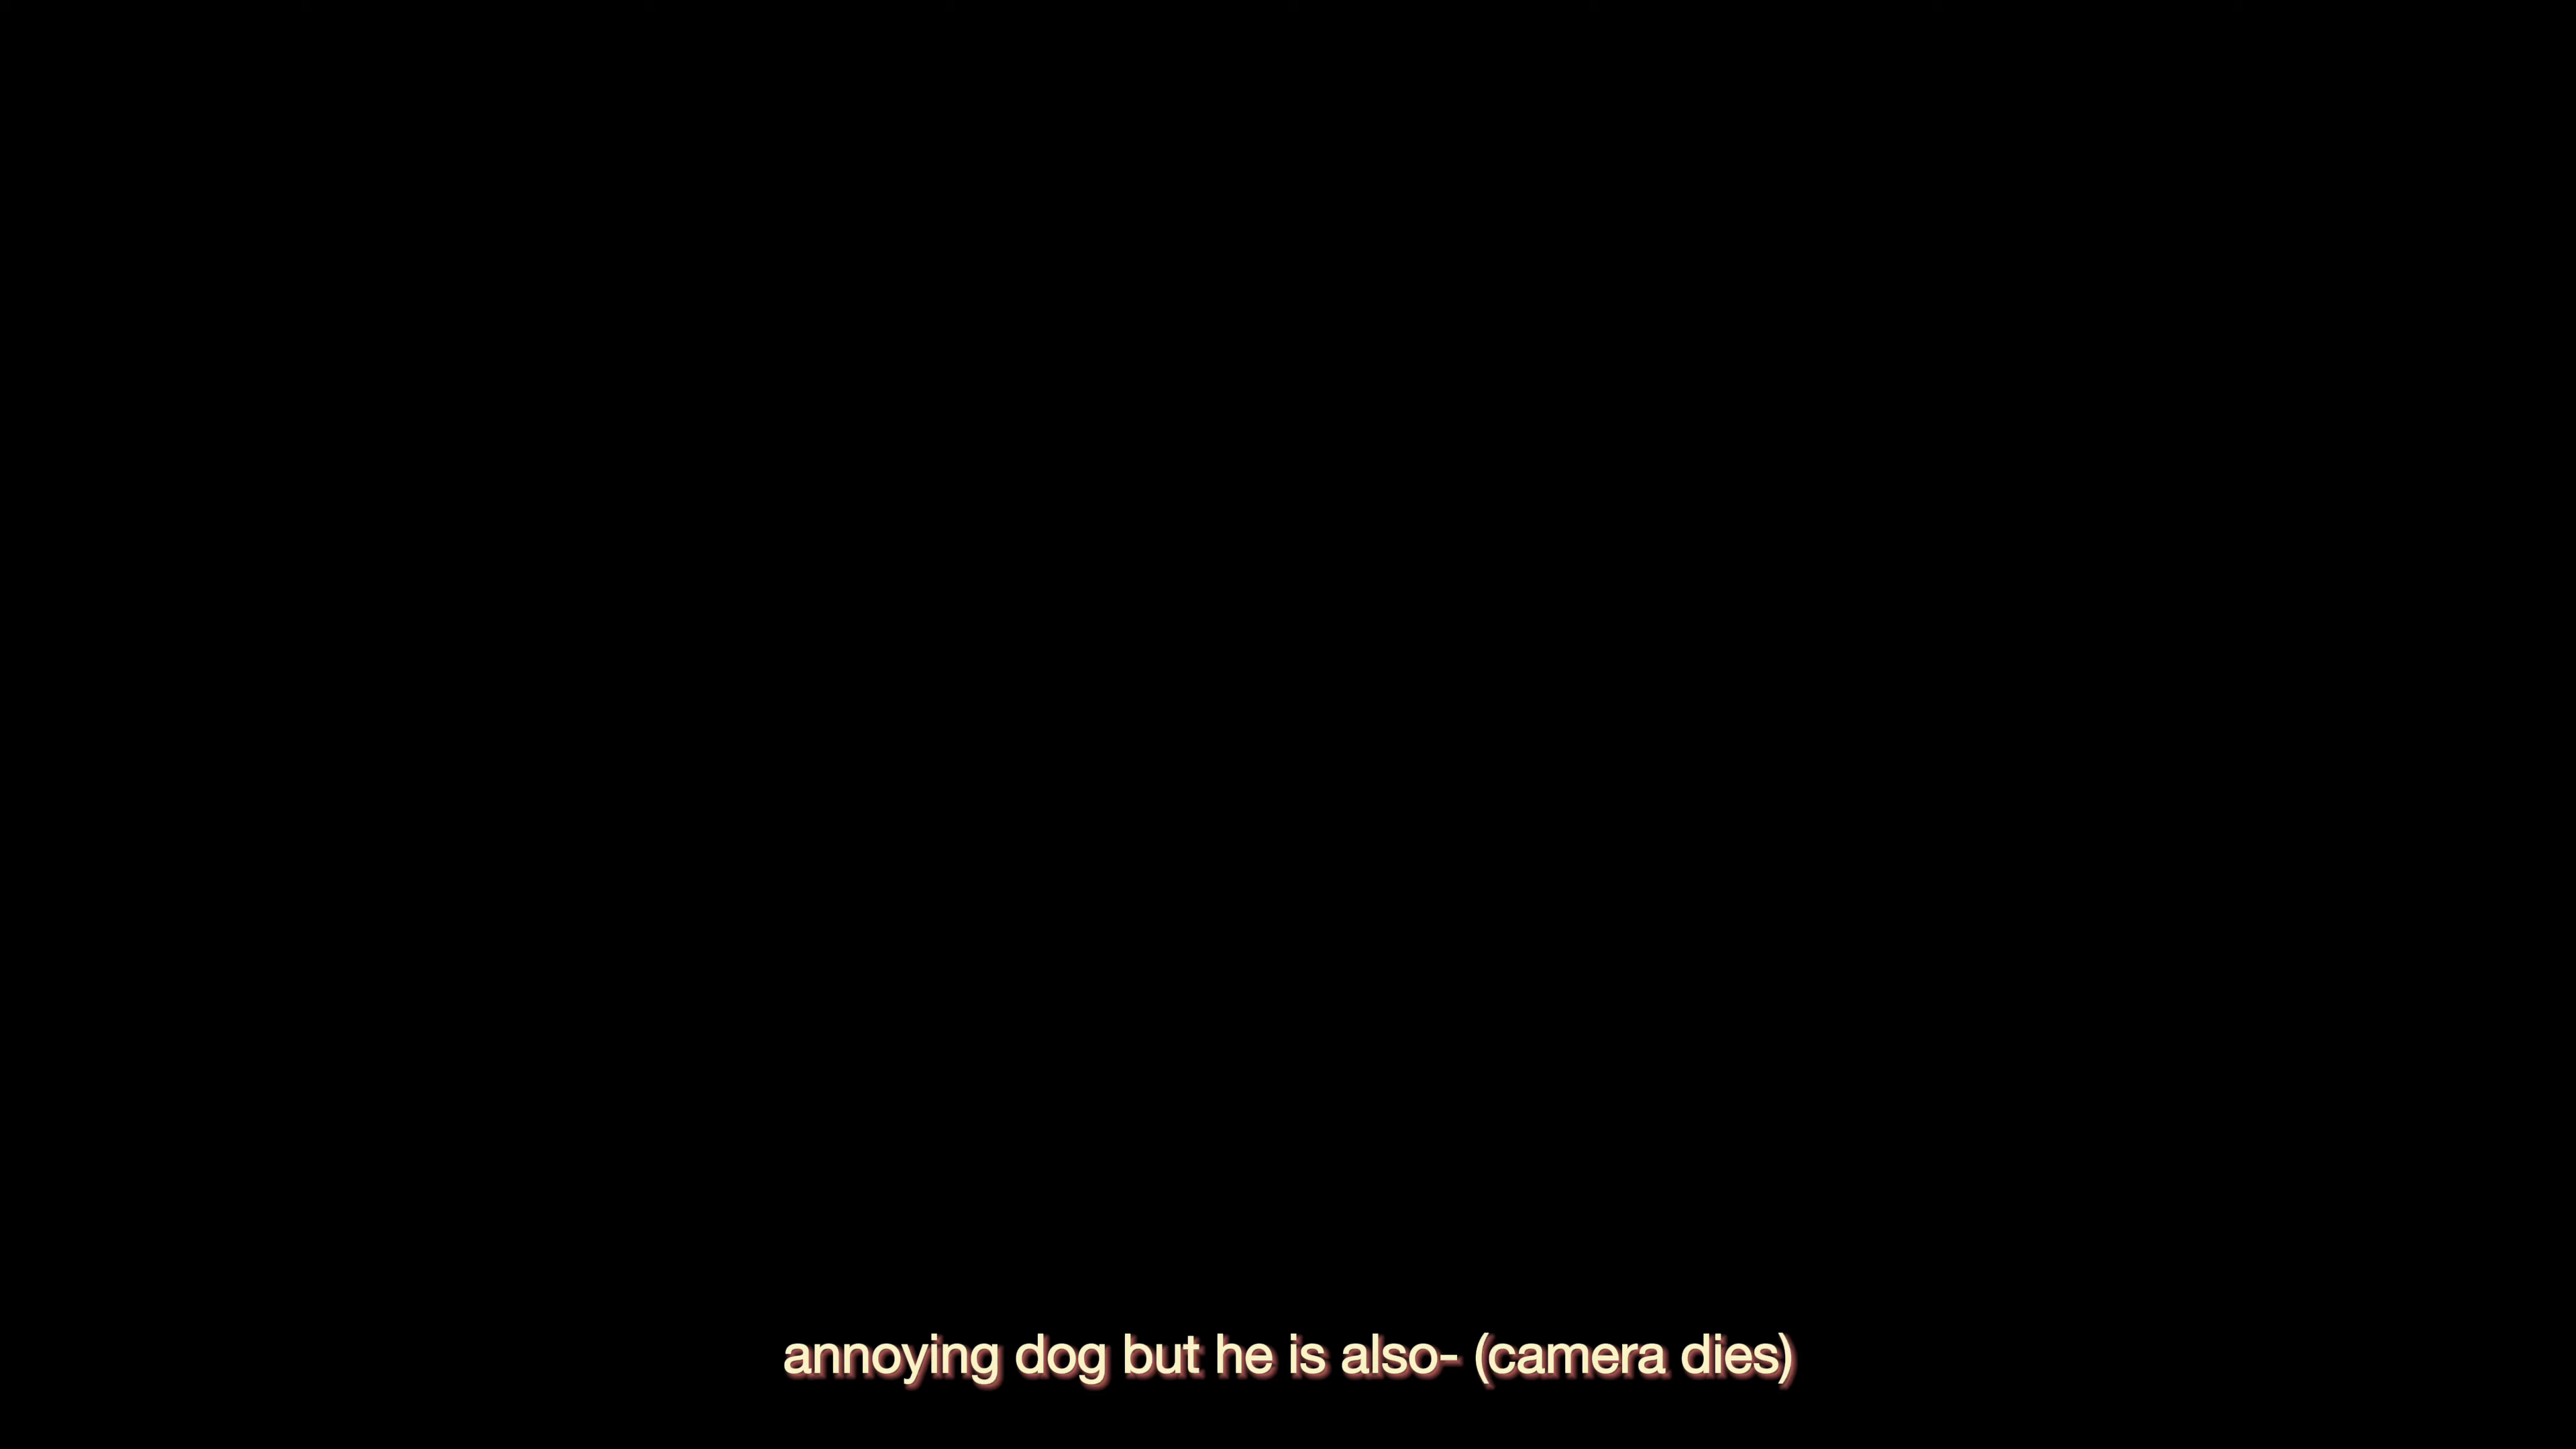 annoying dog but he is also- (camera dies)